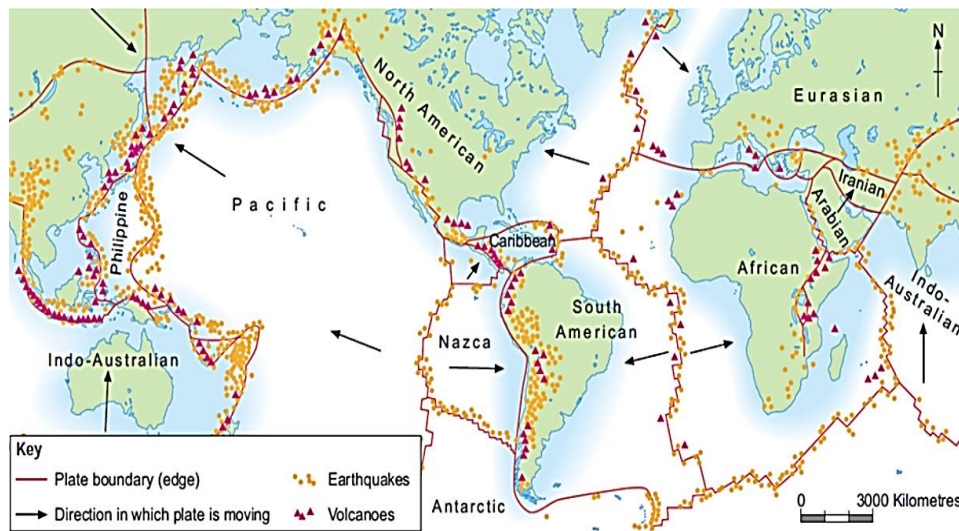 N
North
American
Eurasian
Pacific
Philippine
Iranian
Arabian
Caribbean
African
Indo-
Australian
South
American
Nazca
Indo-Australian
Antarctic
Key
Plate boundary (edge)
Earthquakes
Direction in which plate is moving
Volcanoes
0 3000 Kilometres